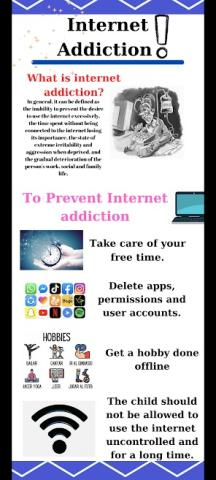 Internet
Addiction!
What is internet
addiction?
In general, it can be defined as
the inability to prevent the desire
to use the internet excessively,
the time spent without being
connected to the internet losing
its importance, the state of
extreme irritability and
aggression when deprived, and
the gradual deterioration of the
person's work, social and family
life.
To Prevent Internet
addiction
Take care of your
free time.
Delete apps,
permissions and
user accounts.
HOBBIES
BAILAR
CANTAR
IR AL GIMNASIO
HACER YOGA
LEER
JUGAR AL FUTBOL
Get a hobby done
offline
The child should
not be allowed to
use the internet
uncontrolled and
for a long time.